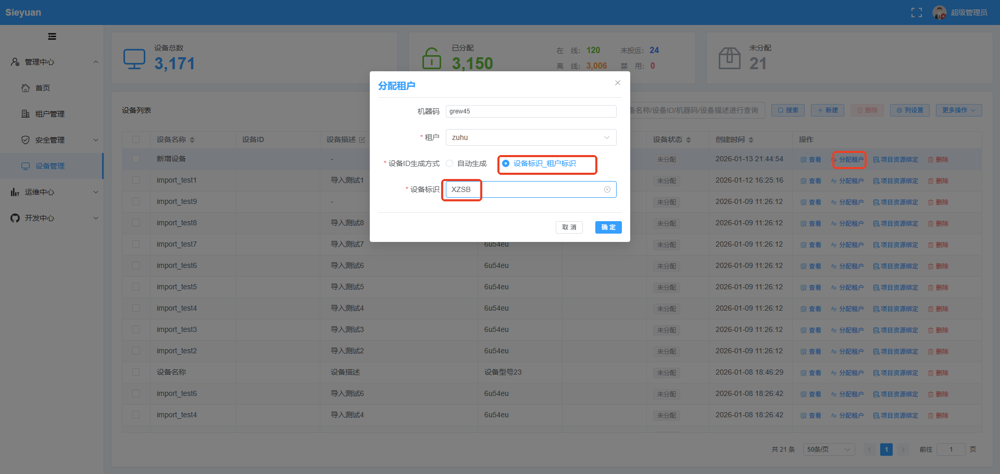 Sieyuan
超级管理员
管理中心
首页
租户管理
安全管理
设备管理
运维中心
开发中心
设备总数
3,171
已分配
3,150
在 线: 120 未投运: 24
离 线: 3,006 禁 用: 0
未分配
21
设备列表
备名称/设备ID/机器码/设备描述进行查询 搜索 新建 删除 列设置 更多操作
设备名称 设备ID 设备描述 设备状态 创建时间 操作
新增设备 - 未分配 2026-01-13 21:44:54 查看 分配租户 项目资源绑定 删除
import_test1 导入测试1 未分配 2026-01-12 16:25:16 查看 分配租户 项目资源绑定 删除
import_test9 - 未分配 2026-01-09 11:26:12 查看 分配租户 项目资源绑定 删除
import_test8 导入测试8 未分配 2026-01-09 11:26:12 查看 分配租户 项目资源绑定 删除
import_test7 导入测试7 6u54eu 未分配 2026-01-09 11:26:12 查看 分配租户 项目资源绑定 删除
import_test6 导入测试6 6u54eu 未分配 2026-01-09 11:26:12 查看 分配租户 项目资源绑定 删除
import_test5 导入测试5 6u54eu 未分配 2026-01-09 11:26:12 查看 分配租户 项目资源绑定 删除
import_test4 导入测试4 6u54eu 未分配 2026-01-09 11:26:12 查看 分配租户 项目资源绑定 删除
import_test3 导入测试3 6u54eu 未分配 2026-01-09 11:26:12 查看 分配租户 项目资源绑定 删除
import_test2 导入测试2 6u54eu 未分配 2026-01-09 11:26:12 查看 分配租户 项目资源绑定 删除
设备名称 设备描述 设备型号23 未分配 2026-01-08 18:46:29 查看 分配租户 项目资源绑定 删除
import_test6 导入测试6 6u54eu 未分配 2026-01-08 18:26:42 查看 分配租户 项目资源绑定 删除
import_test4 导入测试4 6u54eu 未分配 2026-01-08 18:26:42 查看 分配租户 项目资源绑定 删除
共 21 条 50条/页 1 前往 1 页
分配租户
机器码 grew45
* 租户 zuhu
* 设备ID生成方式 自动生成 设备标识_租户标识
* 设备标识 XZSB
取 消 确 定